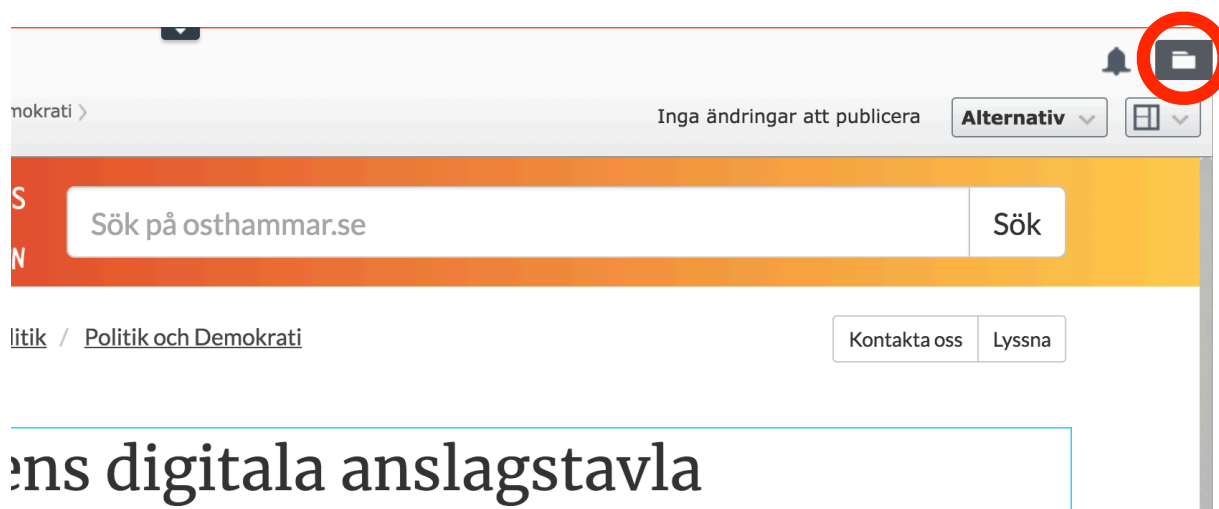 mokrati
Inga ändringar att publicera Alternativ
S
Sök på osthammar.se Sök
N
litik / Politik och Demokrati Kontakta oss Lyssna
ens digitala anslagstavla